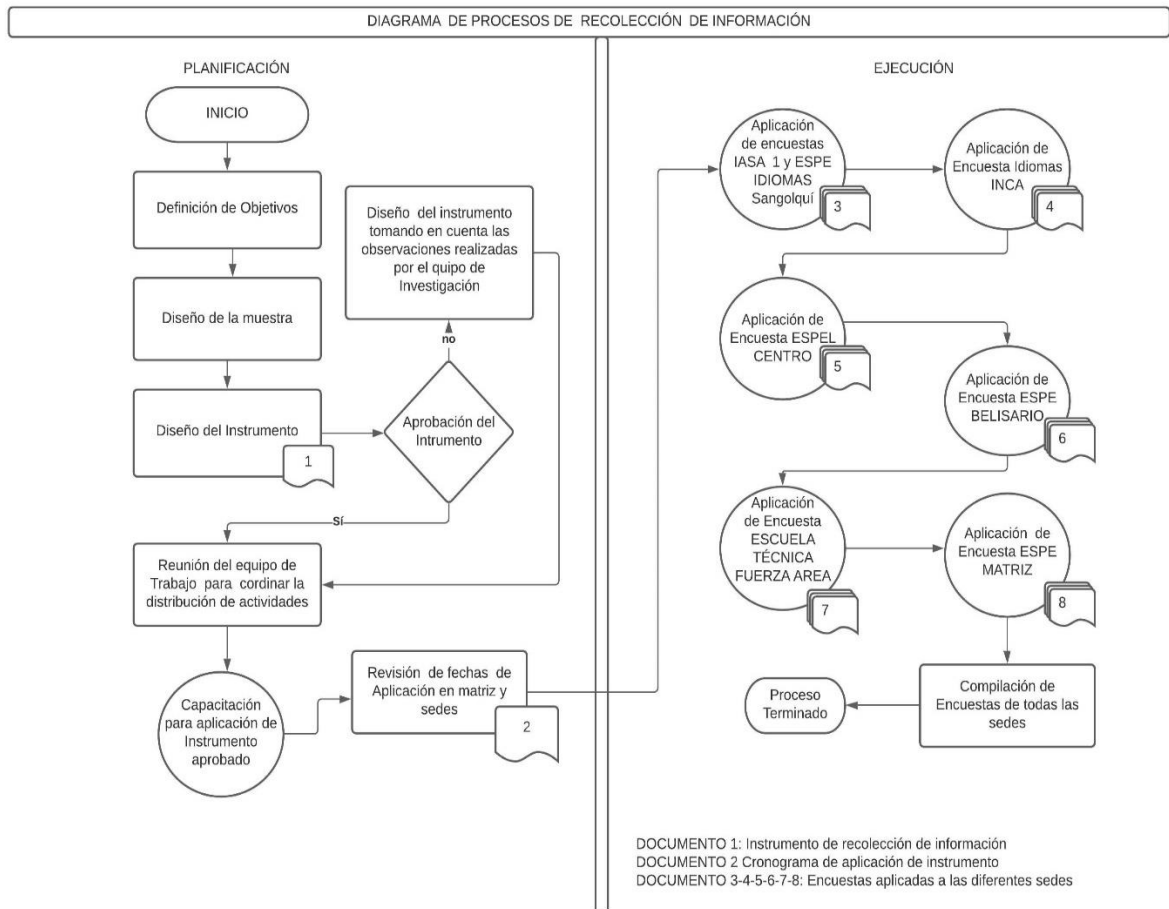 DIAGRAMA DE PROCESOS DE RECOLECCIÓN DE INFORMACIÓN
PLANIFICACIÓN
INICIO
Definición de Objetivos
Diseño de la muestra
Diseño del Instrumento
1
Diseño del instrumento
tomando en cuenta las
observaciones realizadas
por el quipo de
Investigación
no
Aprobación del
Intrumento
Sí
Reunión del equipo de
Trabajo para cordinar la
distribución de actividades
Capacitación
para aplicación de
Instrumento
aprobado
Revisión de fechas de
Aplicación en matriz y
sedes
2
EJECUCIÓN
Aplicación
de encuestas
IASA 1 y ESPE
IDIOMAS
Sangolquí
3
Aplicación de
Encuesta Idiomas
INCA
4
Aplicación de
Encuesta ESPEL
CENTRO
5
Aplicación de
Encuesta ESPE
BELISARIO
6
Aplicación
de Encuesta
ESCUELA
TÉCNICA
FUERZA AREA
7
Aplicación de
Encuesta ESPE
MATRIZ
8
Compilación de
Encuestas de todas las
sedes
Proceso
Terminado
DOCUMENTO 1: Instrumento de recolección de información
DOCUMENTO 2 Cronograma de aplicación de instrumento
DOCUMENTO 3-4-5-6-7-8: Encuestas aplicadas a las diferentes sedes